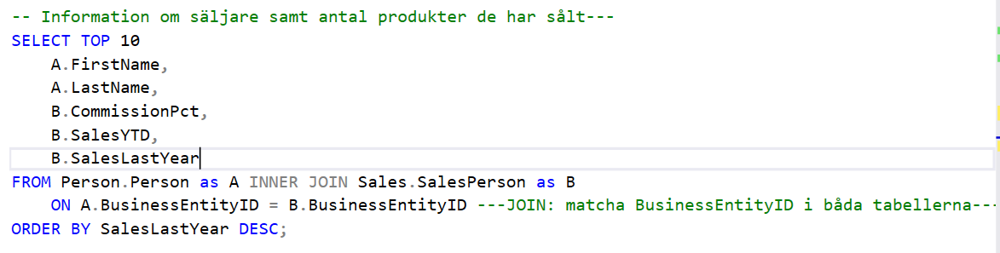 -- Information om säljare samt antal produkter de har sålt---
SELECT TOP 10
    A.FirstName,
    A.LastName,
    B.CommissionPct,
    B.SalesYTD,
    B.SalesLastYear
FROM Person.Person as A INNER JOIN Sales.SalesPerson as B
    ON A.BusinessEntityID = B.BusinessEntityID ---JOIN: matcha BusinessEntityID i båda tabellerna---
ORDER BY SalesLastYear DESC;